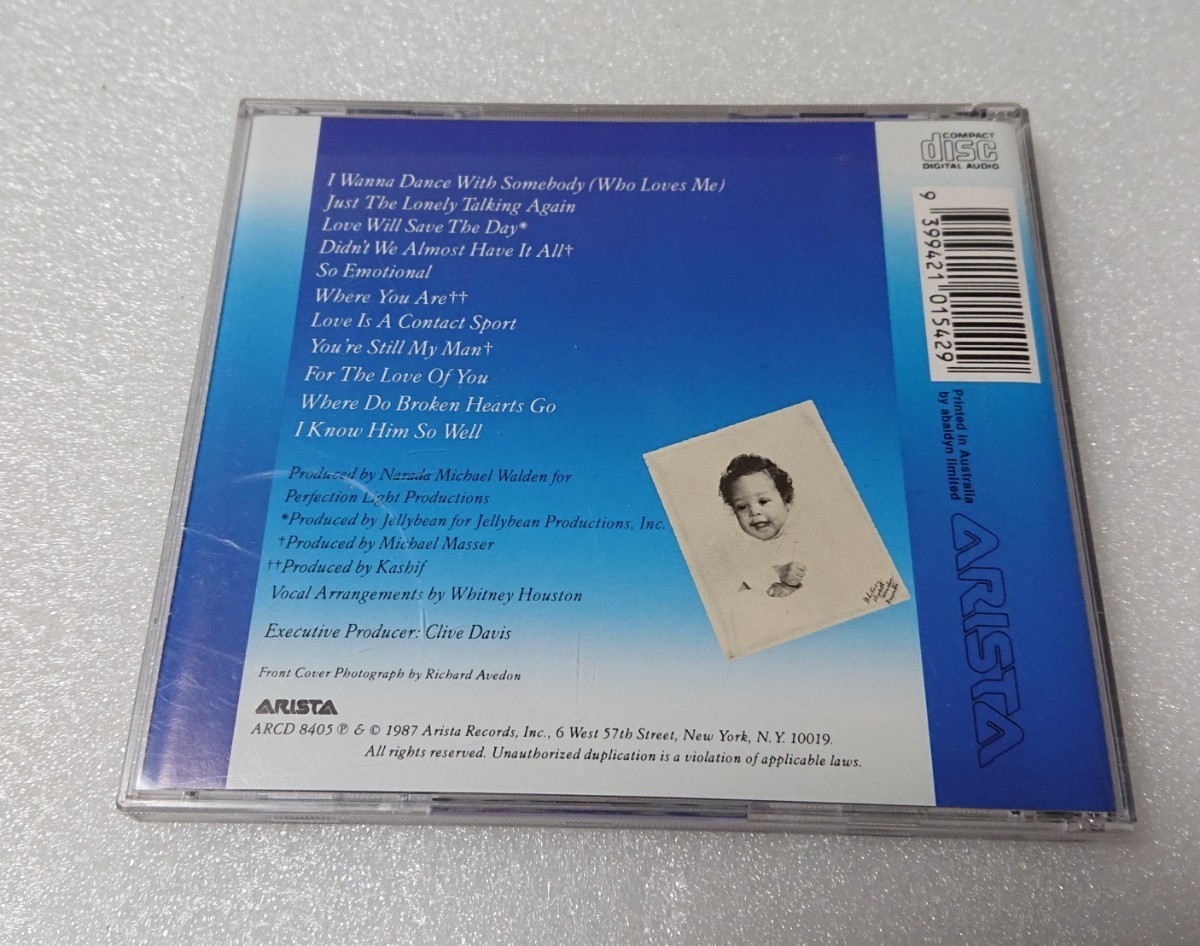 I Wanna Dance With Somebody (Who Loves Me)
Just The Lonely Talking Again
Love Will Save The Day*
Didn't We Almost Have It All†
So Emotional
Where You Are††
Love Is A Contact Sport
You're Still My Man†
For The Love Of You
Where Do Broken Hearts Go
I Know Him So Well
Produced by Narada Michael Walden for
Perfection Light Productions
*Produced by Jellybean for Jellybean Productions, Inc.
†Produced by Michael Masser
††Produced by Kashif
Vocal Arrangements by Whitney Houston
Executive Producer: Clive Davis
Front Cover Photograph by Richard Avedon
ARISTA
ARCD 8405 ℗ & © 1987 Arista Records, Inc., 6 West 57th Street, New York, N.Y. 10019.
All rights reserved. Unauthorized duplication is a violation of applicable laws.
COMPACT
disc
DIGITAL AUDIO
9 399421 015429
Printed in Australia
by abaldyn limited
ARISTA